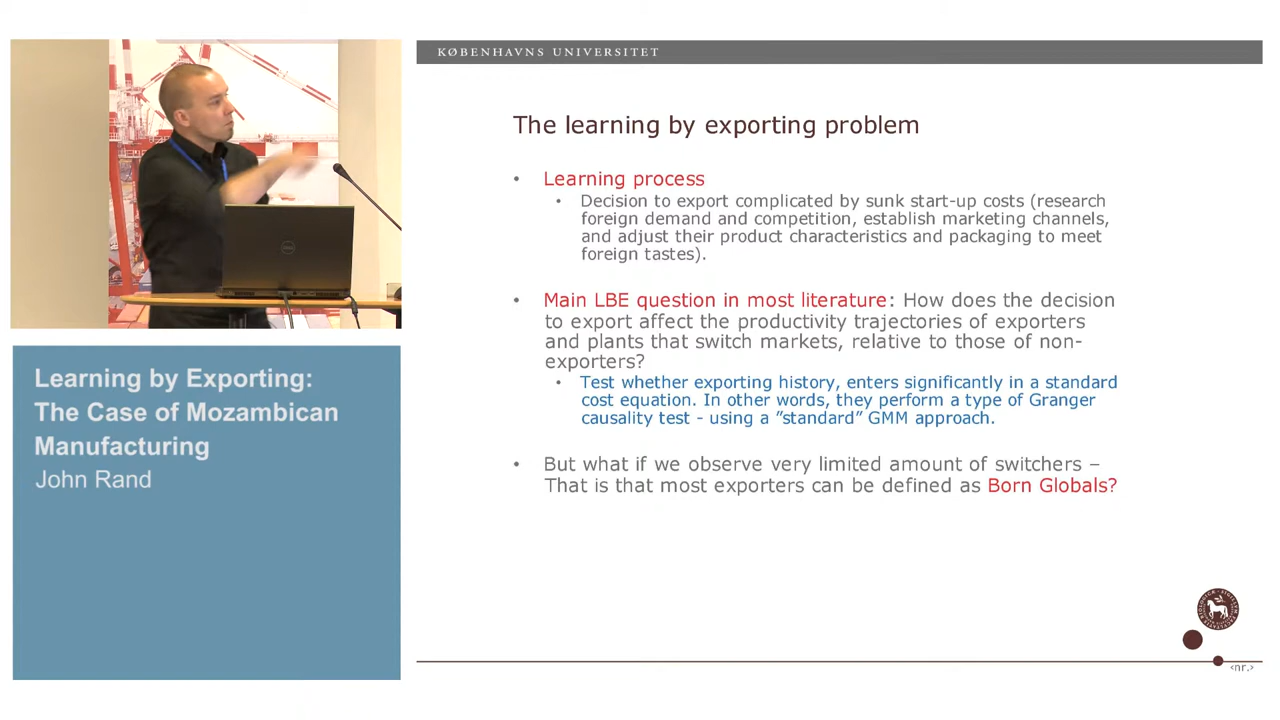 KØBENHAVNS UNIVERSITET
The learning by exporting problem
• Learning process
• Decision to export complicated by sunk start-up costs (research
foreign demand and competition, establish marketing channels,
and adjust their product characteristics and packaging to meet
foreign tastes).
• Main LBE question in most literature: How does the decision
to export affect the productivity trajectories of exporters
and plants that switch markets, relative to those of non-
exporters?
• Test whether exporting history, enters significantly in a standard
cost equation. In other words, they perform a type of Granger
causality test - using a ”standard” GMM approach.
• But what if we observe very limited amount of switchers –
That is that most exporters can be defined as Born Globals?
‹nr.›
Learning by Exporting:
The Case of Mozambican
Manufacturing
John Rand